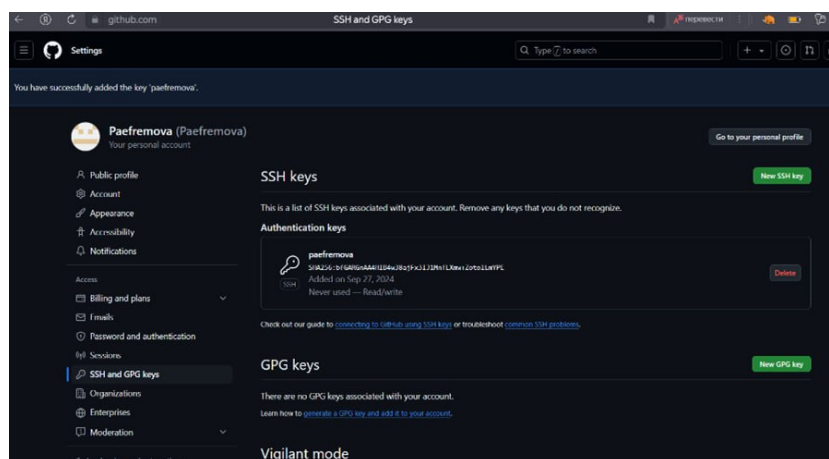 github.com
SSH and GPG keys
перевести
Settings
Type / to search
You have successfully added the key 'paefremova'.
Paefremova (Paefremova)
Your personal account
Go to your personal profile
Public profile
Account
Appearance
Accessibility
Notifications
Access
Billing and plans
Emails
Password and authentication
Sessions
SSH and GPG keys
Organizations
Enterprises
Moderation
SSH keys
New SSH key
This is a list of SSH keys associated with your account. Remove any keys that you do not recognize.
Authentication keys
paefremova
SSH
Added on Sep 27, 2024
Never used — Read/write
Delete
Check out our guide to connecting to GitHub using SSH keys or troubleshoot common SSH problems.
GPG keys
New GPG key
There are no GPG keys associated with your account.
Learn how to generate a GPG key and add it to your account.
Vigilant mode